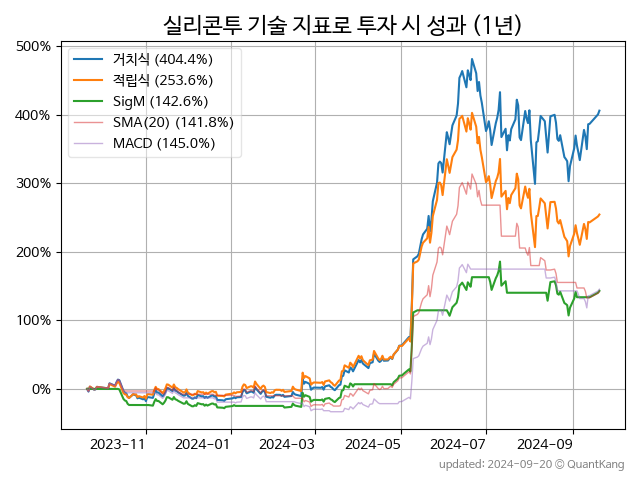 실리콘투 기술 지표로 투자 시 성과 (1년)
500%
400%
300%
200%
100%
0%
거치식 (404.4%)
적립식 (253.6%)
SigM (142.6%)
SMA(20) (141.8%)
MACD (145.0%)
2023-11
2024-01
2024-03
2024-05
2024-07
2024-09
updated: 2024-09-20 © QuantKang